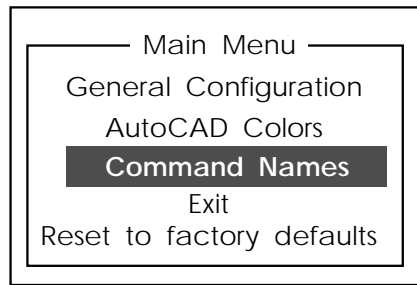 Main Menu
General Configuration
AutoCAD Colors
Command Names
Exit
Reset to factory defaults